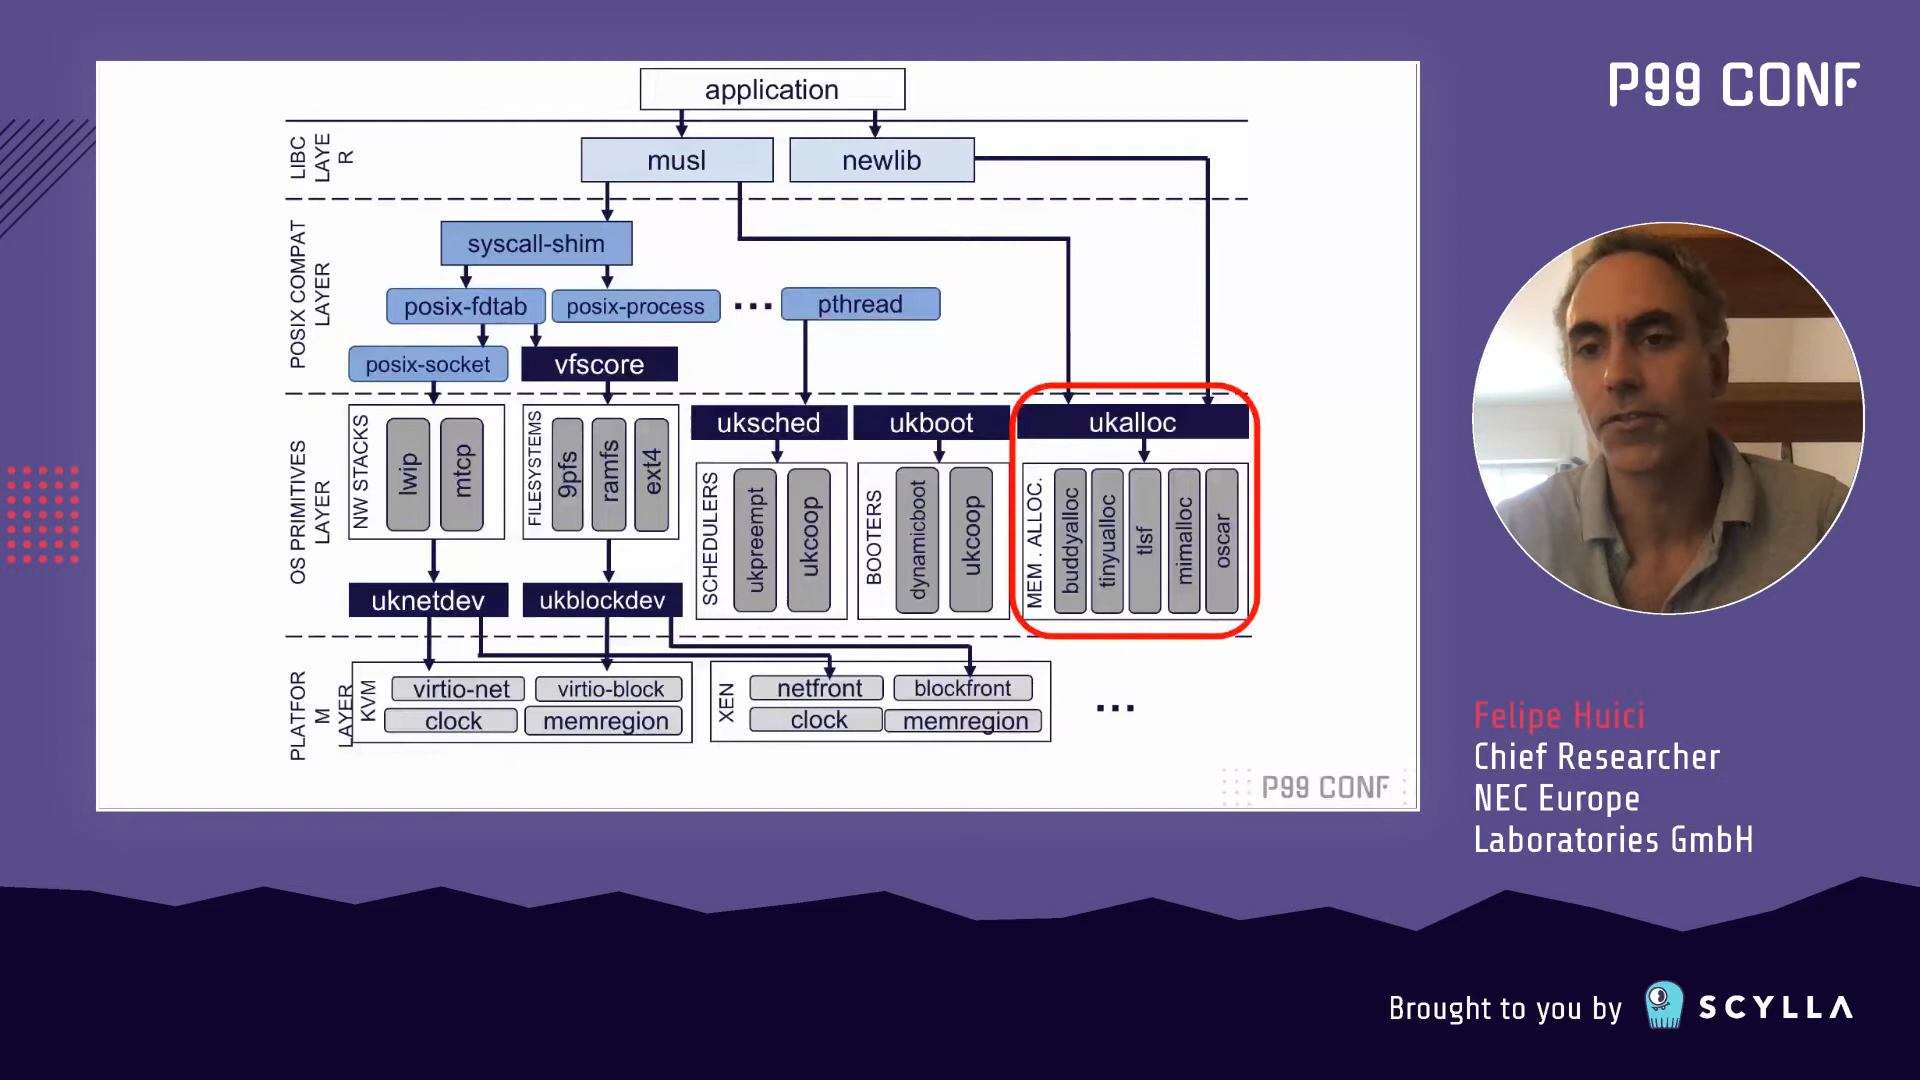 P99 CONF
application
LIBC
LAYE
R
musl
newlib
POSIX COMPAT
LAYER
syscall-shim
posix-fdtab
posix-process
...
pthread
posix-socket
vfscore
OS PRIMITIVES
LAYER
NW STACKS
lwip
mtcp
FILESYSTEMS
9pfs
ramfs
ext4
uksched
SCHEDULERS
ukpreempt
ukcoop
ukboot
BOOTERS
dynamicboot
ukcoop
ukalloc
MEM . ALLOC.
buddyalloc
tinyualloc
tlsf
mimalloc
oscar
uknetdev
ukblockdev
PLATFOR
M
LAYER
KVM
virtio-net
virtio-block
clock
memregion
XEN
netfront
blockfront
clock
memregion
...
P99 CONF
Felipe Huici
Chief Researcher
NEC Europe
Laboratories GmbH
Brought to you by SCYLLA